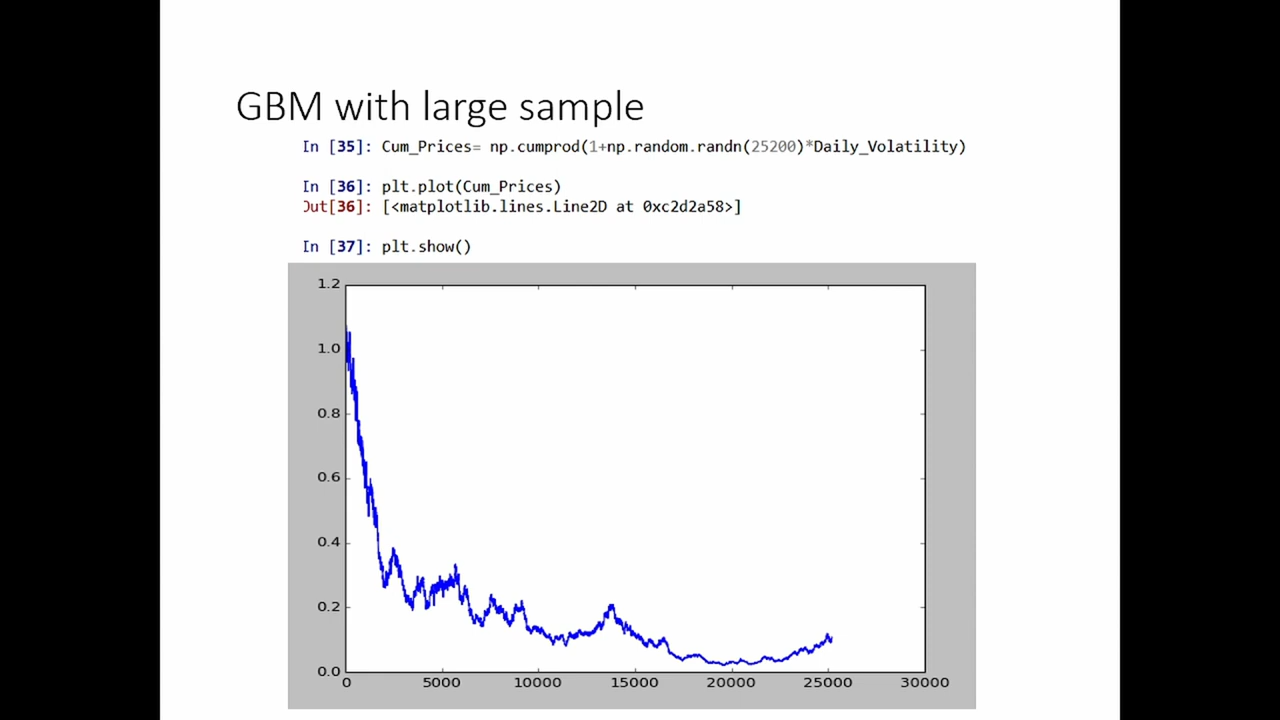 GBM with large sample
In [35]: Cum_Prices= np.cumprod(1+np.random.randn(25200)*Daily_Volatility)
In [36]: plt.plot(Cum_Prices)
Out[36]: [<matplotlib.lines.Line2D at 0xc2d2a58>]
In [37]: plt.show()
1.2
1.0
0.8
0.6
0.4
0.2
0.0
0 5000 10000 15000 20000 25000 30000